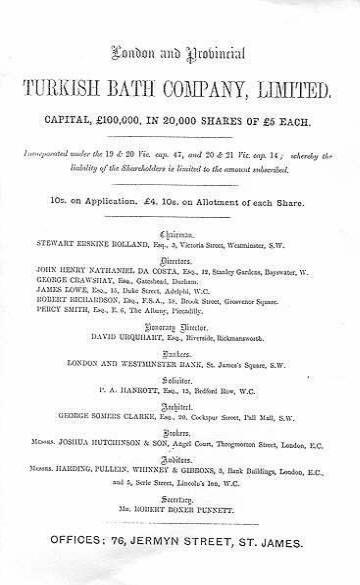 London and Provincial
TURKISH BATH COMPANY, LIMITED.
CAPITAL, £100,000, IN 20,000 SHARES OF £5 EACH.
Incorporated under the 19 & 20 Vic. cap. 47, and 20 & 21 Vic. cap. 14; whereby the
liability of the Shareholders is limited to the amount subscribed.
10s. on Application. £4. 10s. on Allotment of each Share.
Chairman.
STEWART ERSKINE ROLLAND, Esq., 3, Victoria Street, Westminster, S.W.
Directors.
JOHN HENRY NATHANIEL DA COSTA, Esq., 12, Stanley Gardens, Bayswater, W.
GEORGE CRAWSHAY, Esq., Gateshead, Durham.
JAMES LOWE, Esq., 15, Duke Street, Adelphi, W.C.
ROBERT RICHARDSON, Esq., F.S.A., Brook Street, Grosvenor Square.
PERCY SMITH, Esq., E. 6, The Albany, Piccadilly.
Honorary Director.
DAVID URQUHART, Esq., Riverside, Rickmansworth.
Bankers.
LONDON AND WESTMINSTER BANK, St. James's Square, S.W.
Solicitor.
P. A. HANROTT, Esq., 13, Bedford Row, W.C.
Architect.
GEORGE SOMERS CLARKE, Esq., 20, Cockspur Street, Pall Mall, S.W.
Brokers.
Messrs. JOSHUA HUTCHINSON & SON, Angel Court, Throgmorton Street, London, E.C.
Auditors.
Messrs. HARDING, PULLEIN, WHINNEY & GIBBONS, 3, Bank Buildings, London, E.C.,
and 5, Serle Street, Lincoln's Inn, W.C.
Secretary.
Mr. ROBERT BOXER PUNNETT.
OFFICES; 76, JERMYN STREET, ST. JAMES.